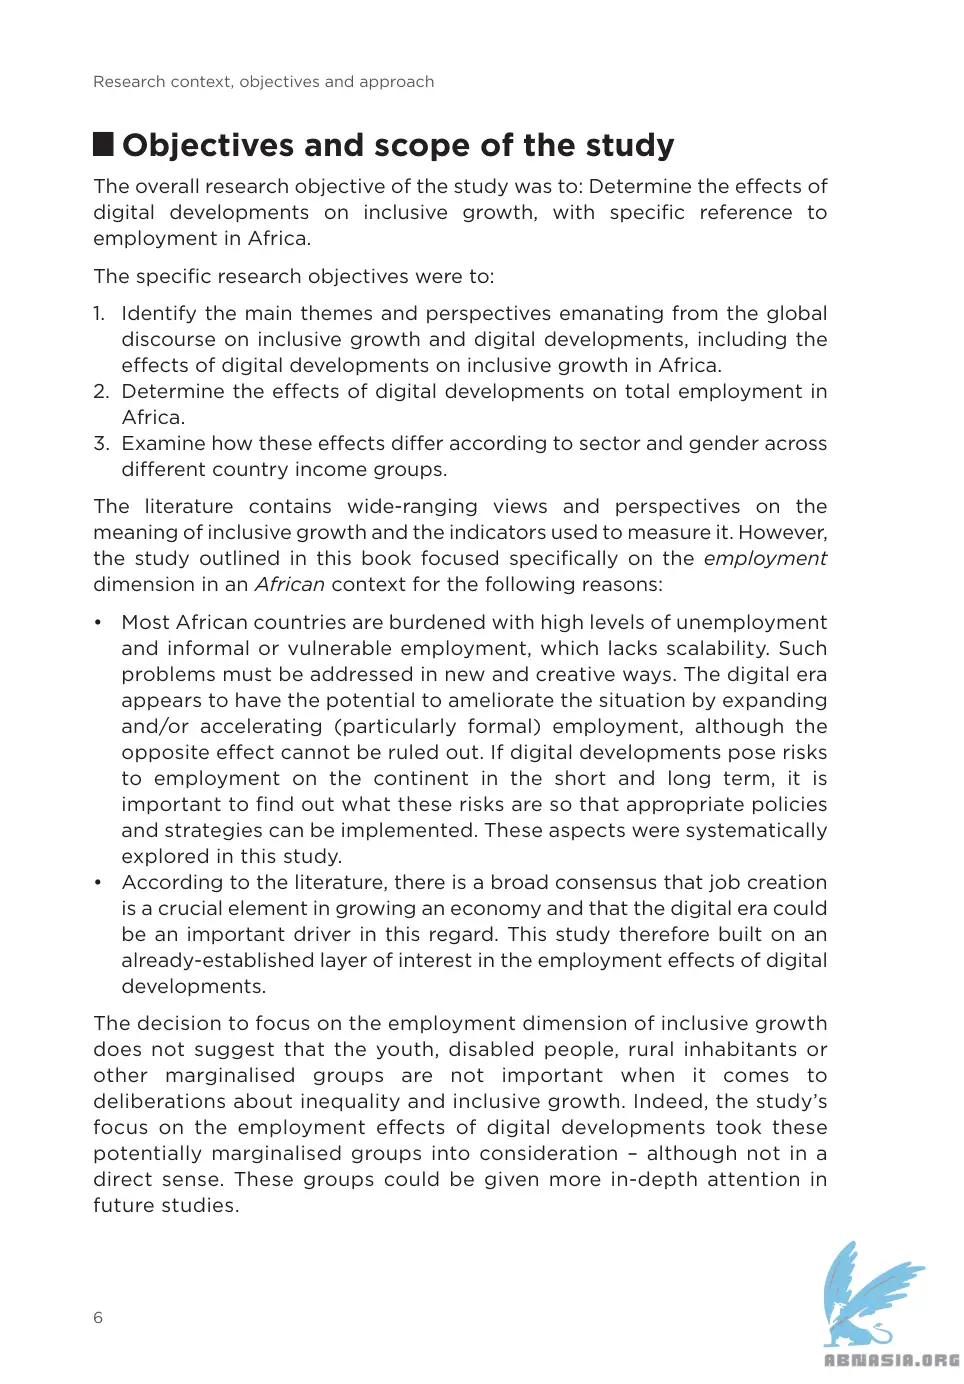 Research context, objectives and approach
Objectives and scope of the study
The overall research objective of the study was to: Determine the effects of
digital developments on inclusive growth, with specific reference to
employment in Africa.
The specific research objectives were to:
1. Identify the main themes and perspectives emanating from the global
discourse on inclusive growth and digital developments, including the
effects of digital developments on inclusive growth in Africa.
2. Determine the effects of digital developments on total employment in
Africa.
3. Examine how these effects differ according to sector and gender across
different country income groups.
The literature contains wide-ranging views and perspectives on the
meaning of inclusive growth and the indicators used to measure it. However,
the study outlined in this book focused specifically on the employment
dimension in an African context for the following reasons:
• Most African countries are burdened with high levels of unemployment
and informal or vulnerable employment, which lacks scalability. Such
problems must be addressed in new and creative ways. The digital era
appears to have the potential to ameliorate the situation by expanding
and/or accelerating (particularly formal) employment, although the
opposite effect cannot be ruled out. If digital developments pose risks
to employment on the continent in the short and long term, it is
important to find out what these risks are so that appropriate policies
and strategies can be implemented. These aspects were systematically
explored in this study.
• According to the literature, there is a broad consensus that job creation
is a crucial element in growing an economy and that the digital era could
be an important driver in this regard. This study therefore built on an
already-established layer of interest in the employment effects of digital
developments.
The decision to focus on the employment dimension of inclusive growth
does not suggest that the youth, disabled people, rural inhabitants or
other marginalised groups are not important when it comes to
deliberations about inequality and inclusive growth. Indeed, the study’s
focus on the employment effects of digital developments took these
potentially marginalised groups into consideration – although not in a
direct sense. These groups could be given more in-depth attention in
future studies.
6
ABNASIA.ORG